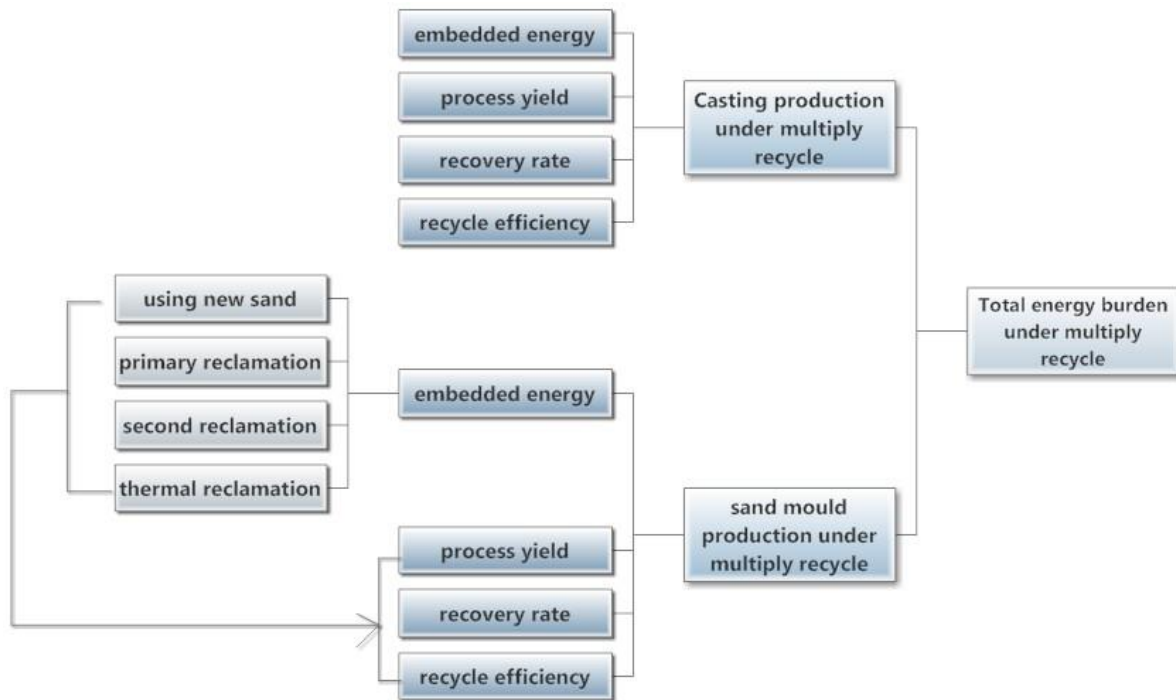 embedded energy
process yield
recovery rate
recycle efficiency
Casting production
under multiply
recycle
using new sand
primary reclamation
second reclamation
thermal reclamation
embedded energy
process yield
recovery rate
recycle efficiency
sand mould
production under
multiply recycle
Total energy burden
under multiply
recycle